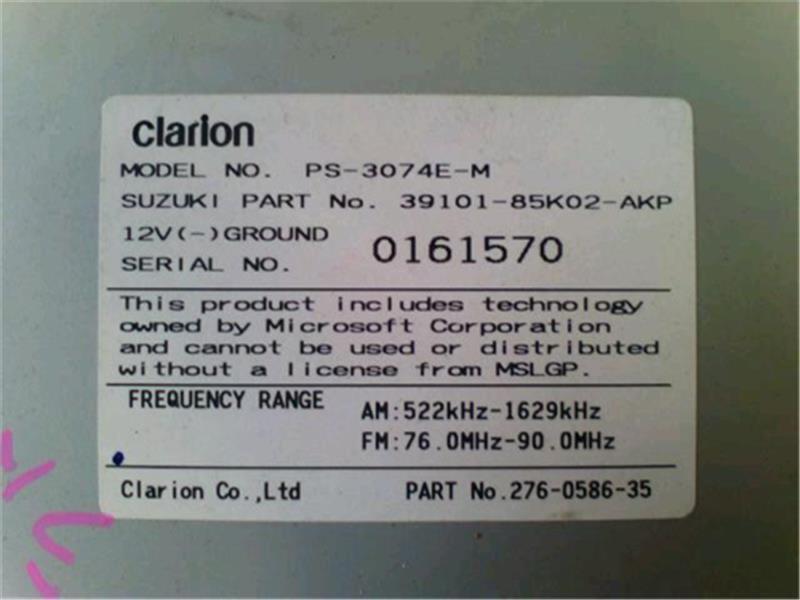 clarion
MODEL NO. PS-3074E-M
SUZUKI PART No. 39101-85K02-AKP
12V(-)GROUND
SERIAL NO. 0161570
This product includes technology
owned by Microsoft Corporation
and cannot be used or distributed
without a license from MSLGP.
FREQUENCY RANGE AM:522kHz-1629kHz
FM:76.0MHz-90.0MHz
Clarion Co.,Ltd PART No.276-0586-35